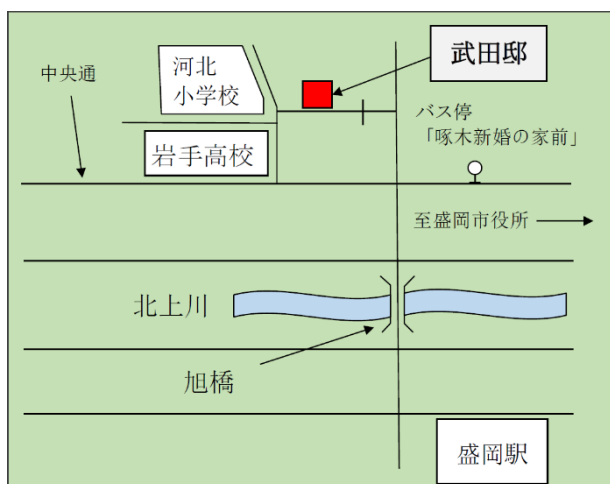 武田邸
河北
小学校
中央通
バス停
「啄木新婚の家前」
岩手高校
至盛岡市役所
北上川
旭橋
盛岡駅